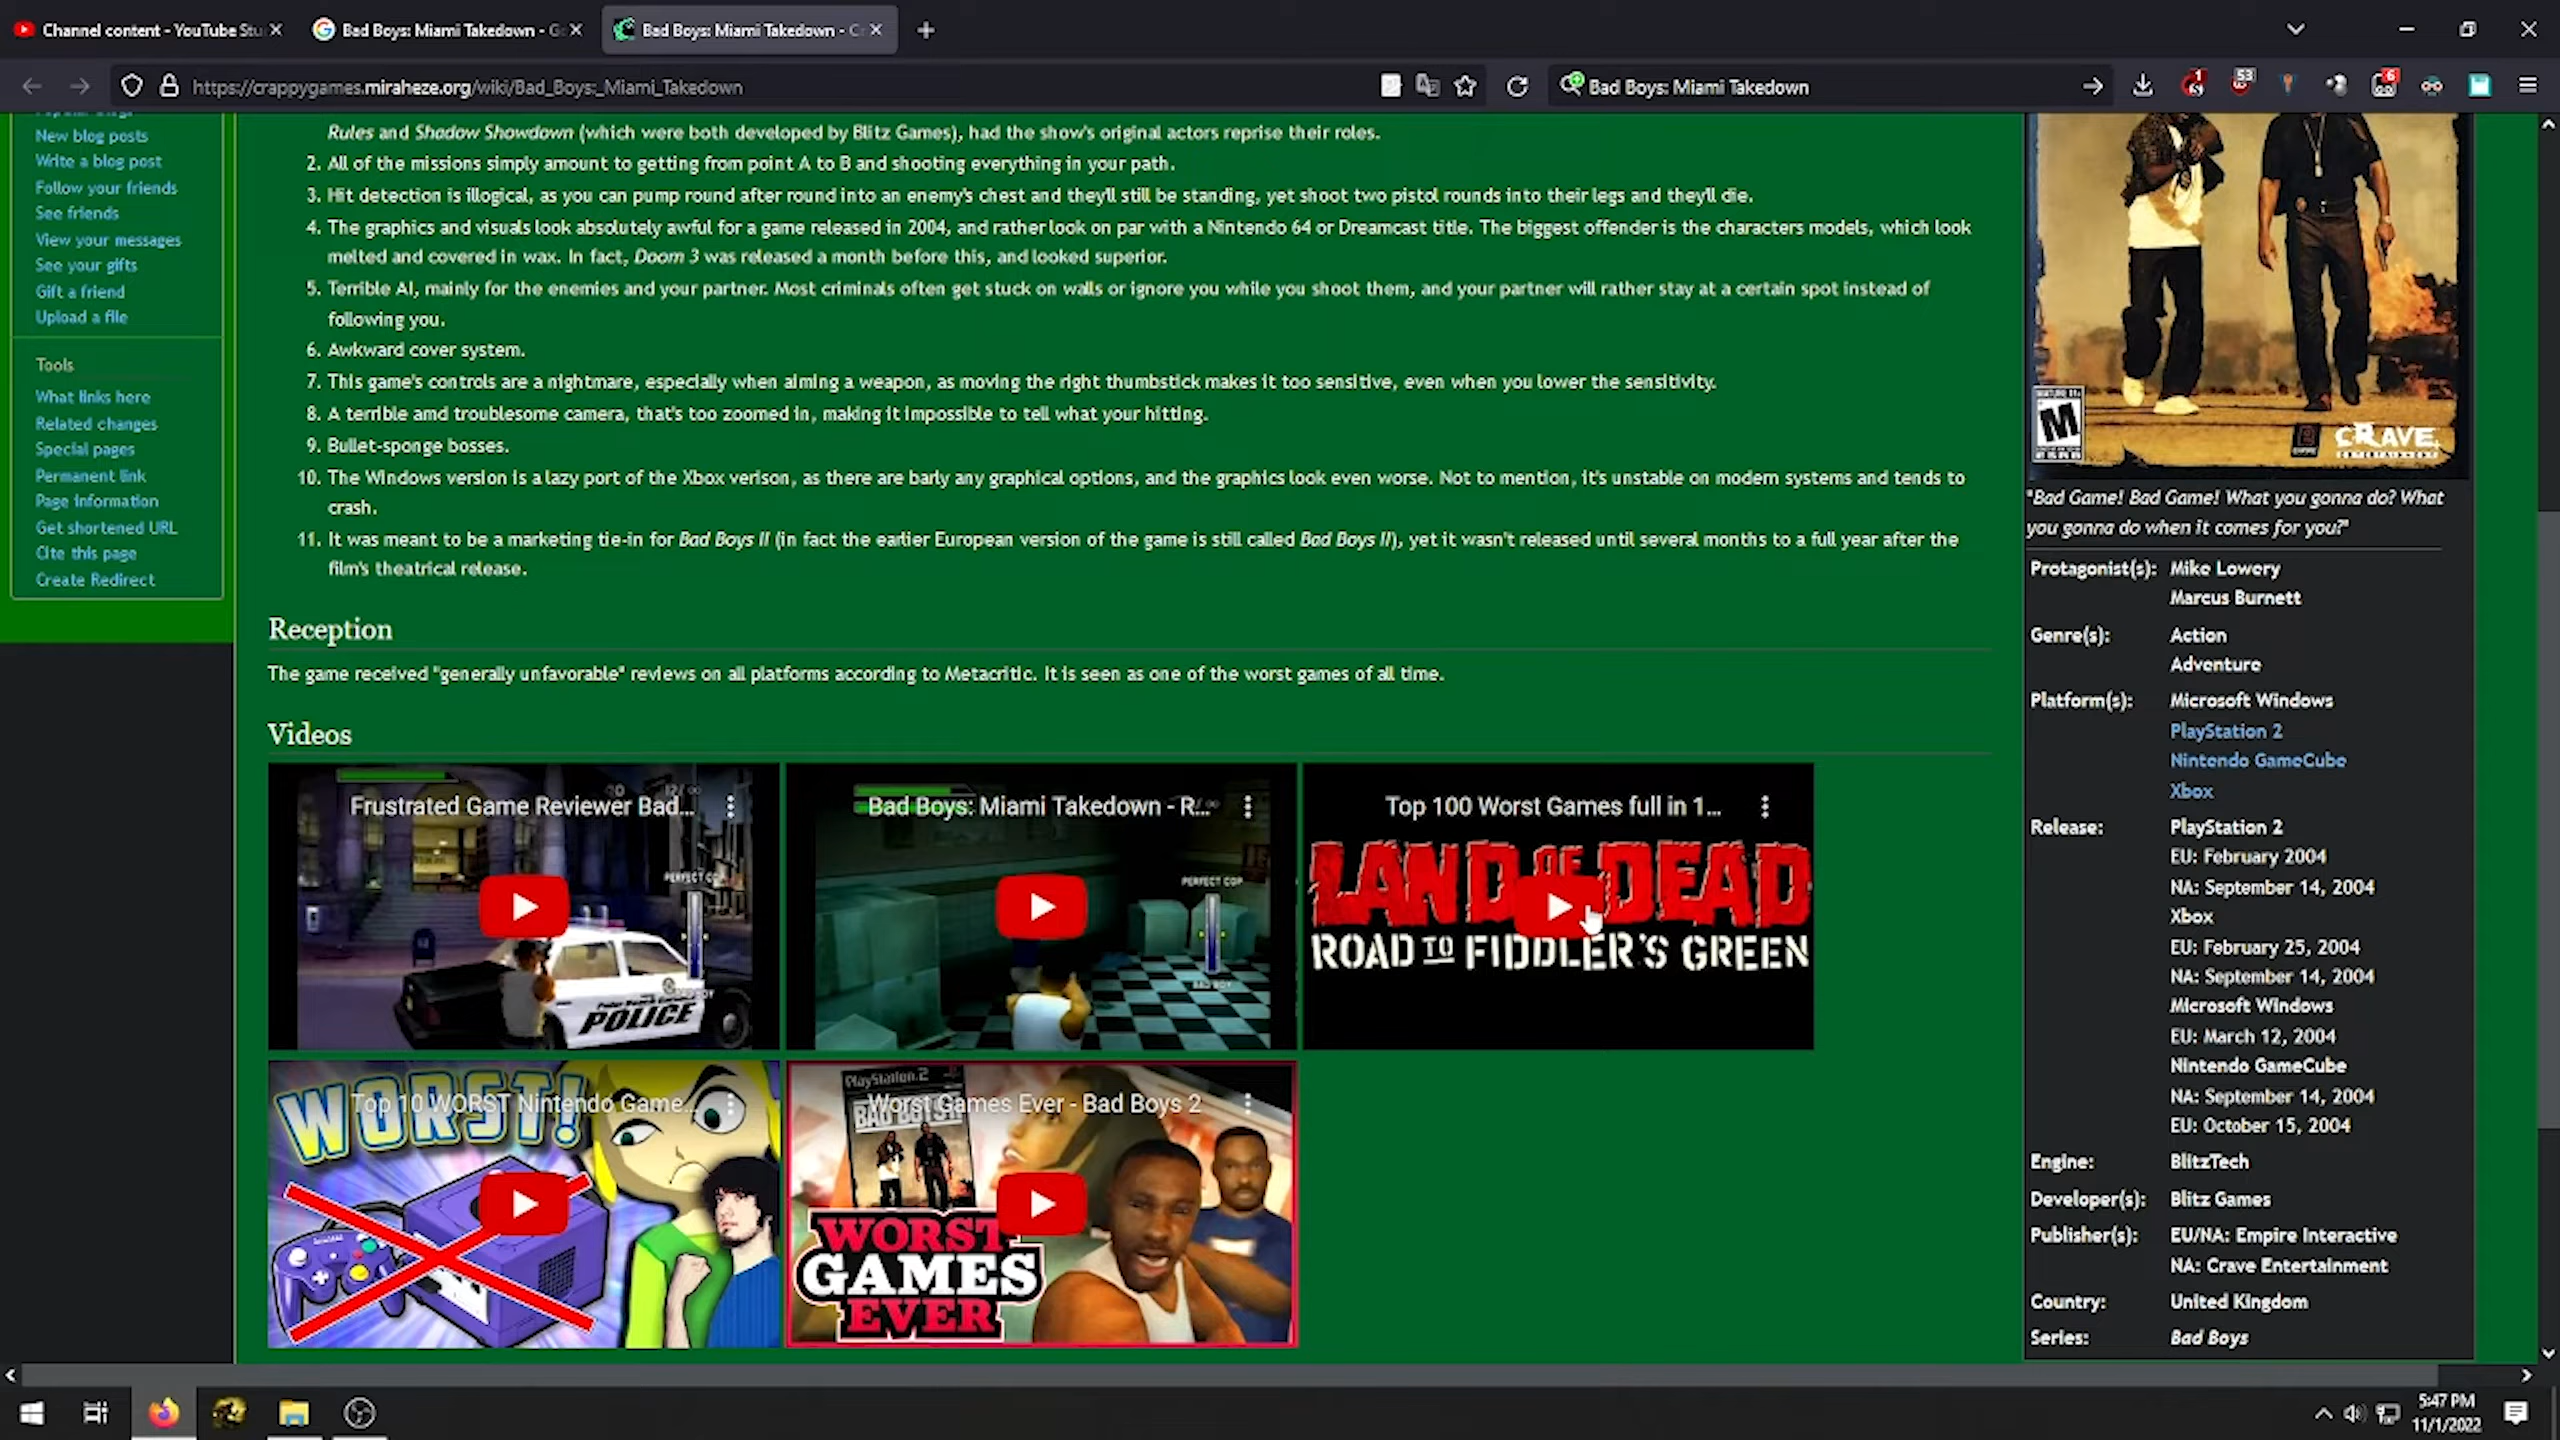 Channel content - YouTube Stu
Bad Boys: Miami Takedown - G
Bad Boys: Miami Takedown - C
https://crappygames.miraheze.org/wiki/Bad_Boys:_Miami_Takedown
Bad Boys: Miami Takedown
1
53
6
New blog posts
Write a blog post
Follow your friends
See friends
View your messages
See your gifts
Gift a friend
Upload a file
Tools
What links here
Related changes
Special pages
Permanent link
Page information
Get shortened URL
Cite this page
Create Redirect
Rules and Shadow Showdown (which were both developed by Blitz Games), had the show's original actors reprise their roles.
2. All of the missions simply amount to getting from point A to B and shooting everything in your path.
3. Hit detection is illogical, as you can pump round after round into an enemy's chest and they'll still be standing, yet shoot two pistol rounds into their legs and they'll die.
4. The graphics and visuals look absolutely awful for a game released in 2004, and rather look on par with a Nintendo 64 or Dreamcast title. The biggest offender is the characters models, which look
melted and covered in wax. In fact, Doom 3 was released a month before this, and looked superior.
5. Terrible AI, mainly for the enemies and your partner. Most criminals often get stuck on walls or ignore you while you shoot them, and your partner will rather stay at a certain spot instead of
following you.
6. Awkward cover system.
7. This game's controls are a nightmare, especially when aiming a weapon, as moving the right thumbstick makes it too sensitive, even when you lower the sensitivity.
8. A terrible amd troublesome camera, that's too zoomed in, making it impossible to tell what your hitting.
9. Bullet-sponge bosses.
10. The Windows version is a lazy port of the Xbox verison, as there are barly any graphical options, and the graphics look even worse. Not to mention, it's unstable on modern systems and tends to
crash.
11. It was meant to be a marketing tie-in for Bad Boys II (in fact the earlier European version of the game is still called Bad Boys II), yet it wasn't released until several months to a full year after the
film's theatrical release.
Reception
The game received "generally unfavorable" reviews on all platforms according to Metacritic. It is seen as one of the worst games of all time.
Videos
Frustrated Game Reviewer Bad...
PERFECT COP
POLICE
Bad Boys: Miami Takedown - R...
PERFECT COP
BAD BOY
Top 100 Worst Games full in 1...
LAND OF DEAD
ROAD TO FIDDLER'S GREEN
WORST!
Top 10 WORST Nintendo Game...
PlayStation.2
BAD BOYS II
Worst Games Ever - Bad Boys 2
WORST
GAMES
EVER
M
CRAVE
ENTERTAINMENT
"Bad Game! Bad Game! What you gonna do? What
you gonna do when it comes for you?"
Protagonist(s): Mike Lowery
Marcus Burnett
Genre(s): Action
Adventure
Platform(s): Microsoft Windows
PlayStation 2
Nintendo GameCube
Xbox
Release: PlayStation 2
EU: February 2004
NA: September 14, 2004
Xbox
EU: February 25, 2004
NA: September 14, 2004
Microsoft Windows
EU: March 12, 2004
Nintendo GameCube
NA: September 14, 2004
EU: October 15, 2004
Engine: BlitzTech
Developer(s): Blitz Games
Publisher(s): EU/NA: Empire Interactive
NA: Crave Entertainment
Country: United Kingdom
Series: Bad Boys
5:47 PM
11/1/2022